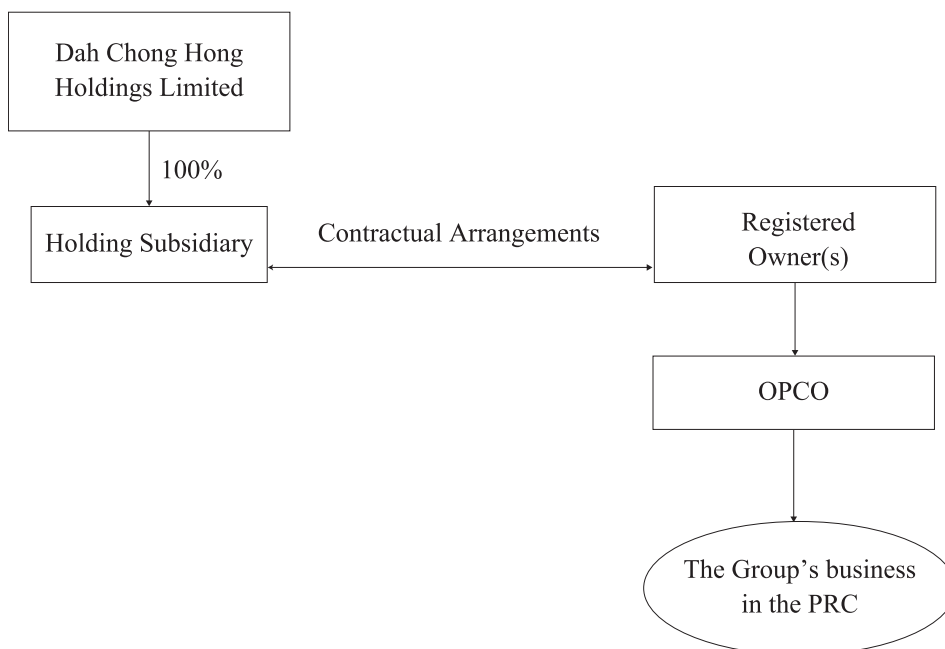 Dah Chong Hong
Holdings Limited
100%
Holding Subsidiary
Contractual Arrangements
Registered
Owner(s)
OPCO
The Group’s business
in the PRC